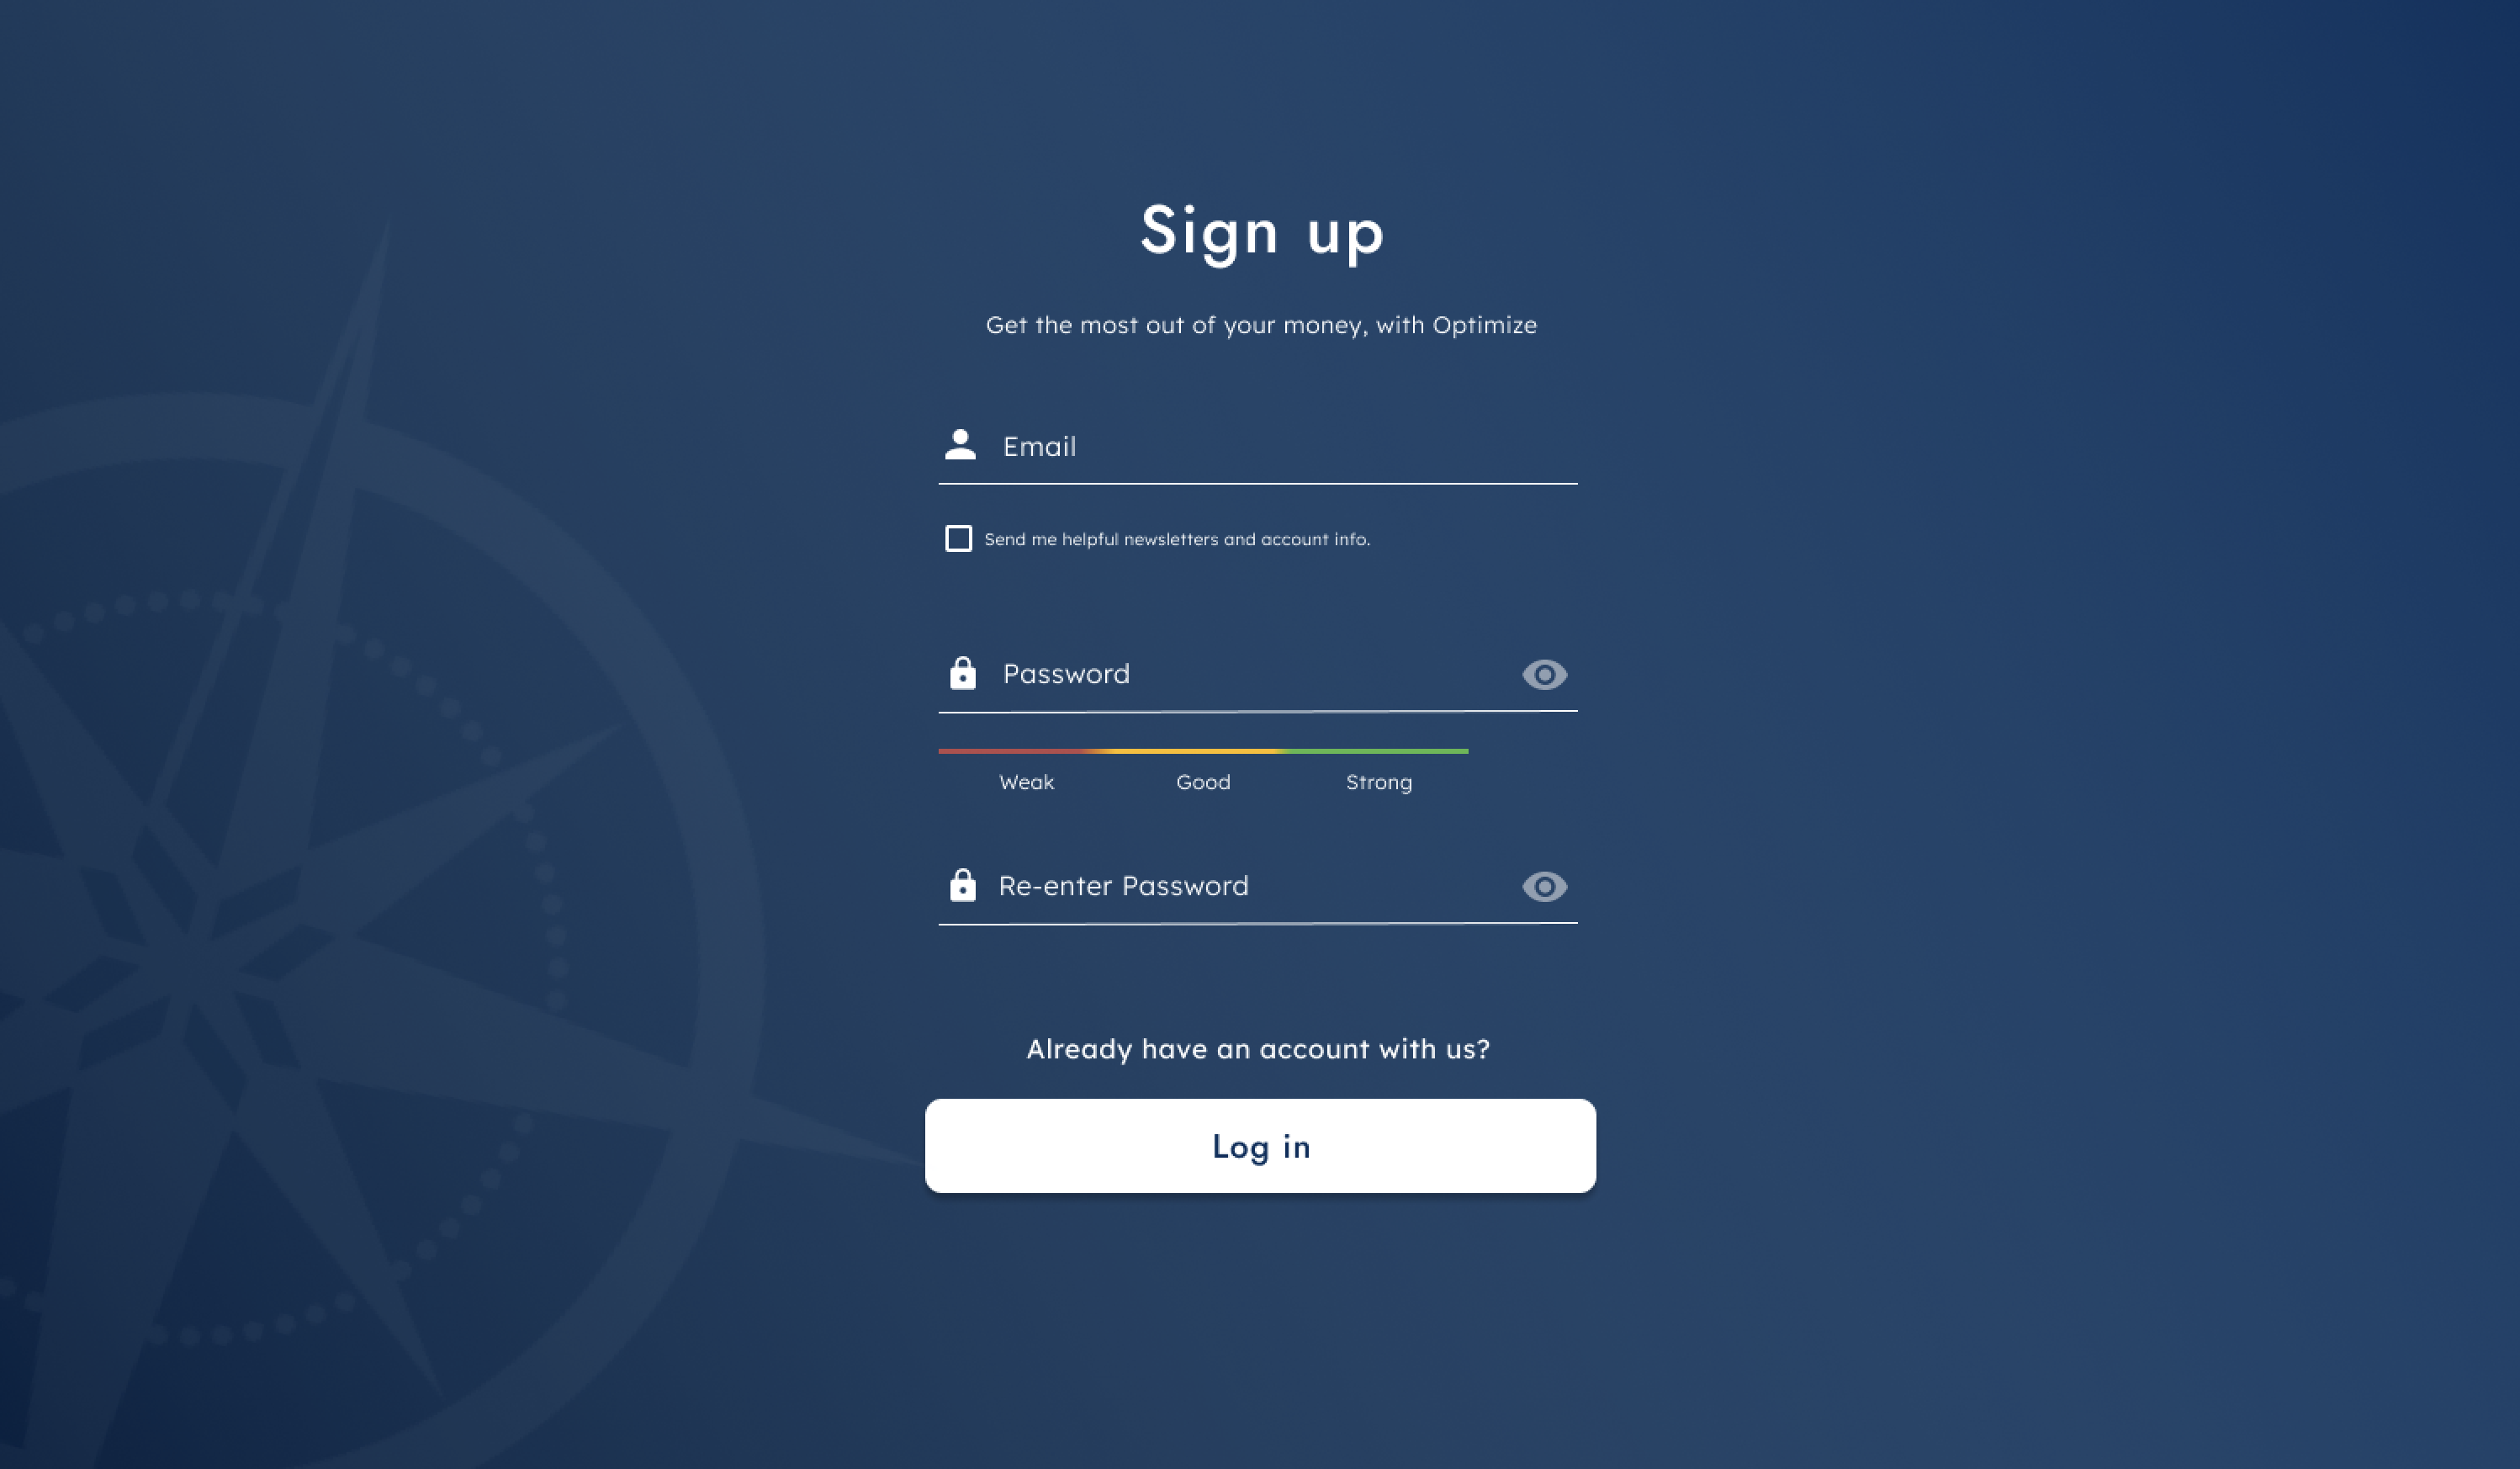 Sign up
Get the most out of your money, with Optimize
Email
Send me helpful newsletters and account info.
Password
Weak Good Strong
Re-enter Password
Already have an account with us?
Log in